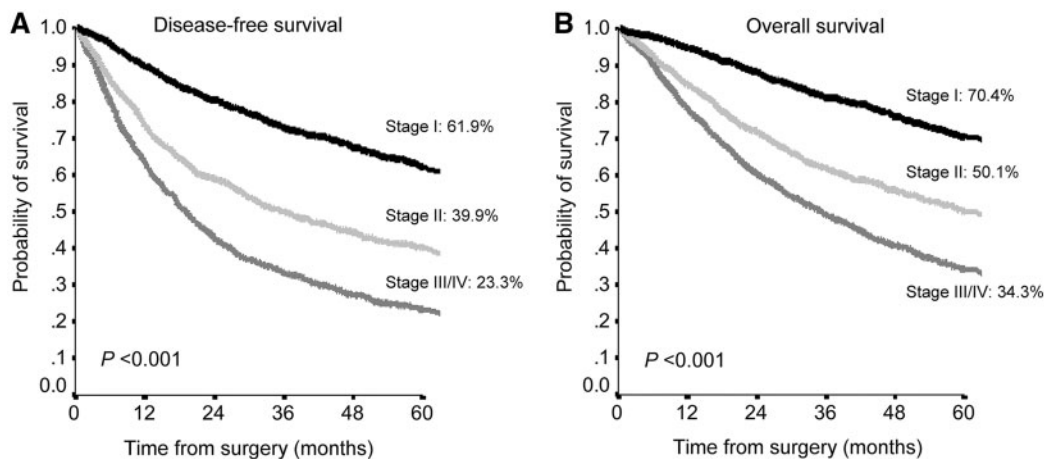 A
Disease-free survival
Probability of survival
1.0
.9
.8
.7
.6
.5
.4
.3
.2
.1
0.0
Stage I: 61.9%
Stage II: 39.9%
Stage III/IV: 23.3%
P <0.001
0 12 24 36 48 60
Time from surgery (months)
B
Overall survival
Probability of survival
1.0
.9
.8
.7
.6
.5
.4
.3
.2
.1
0.0
Stage I: 70.4%
Stage II: 50.1%
Stage III/IV: 34.3%
P <0.001
0 12 24 36 48 60
Time from surgery (months)